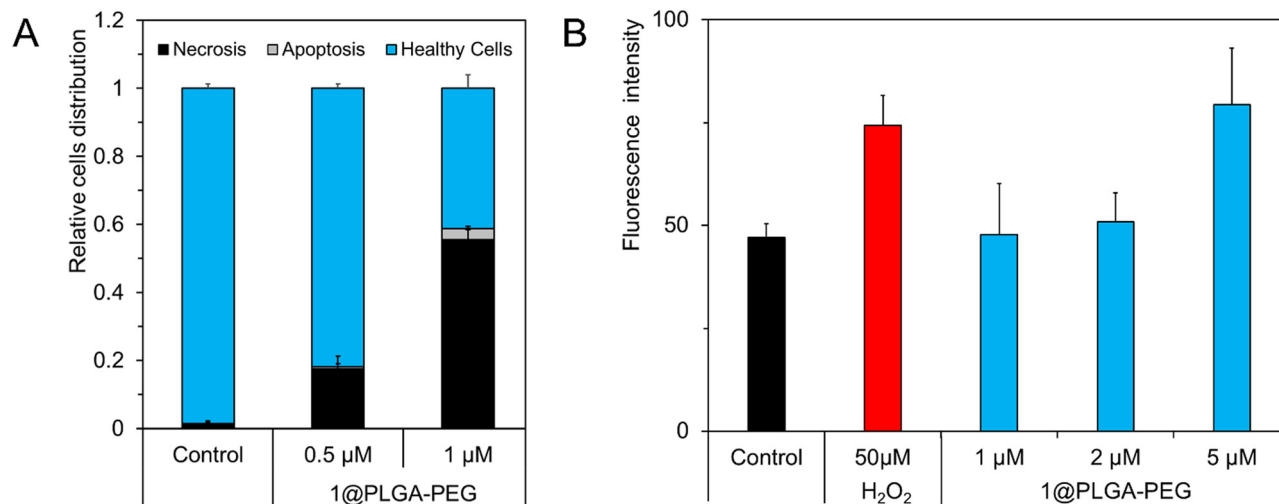 A
Relative cells distribution
1.2
1
0.8
0.6
0.4
0.2
0
Necrosis Apoptosis Healthy Cells
Control 0.5 µM 1 µM
1@PLGA-PEG
B
Fluorescence intensity
100
50
0
Control 50µM 1 µM 2 µM 5 µM
H₂O₂ 1@PLGA-PEG